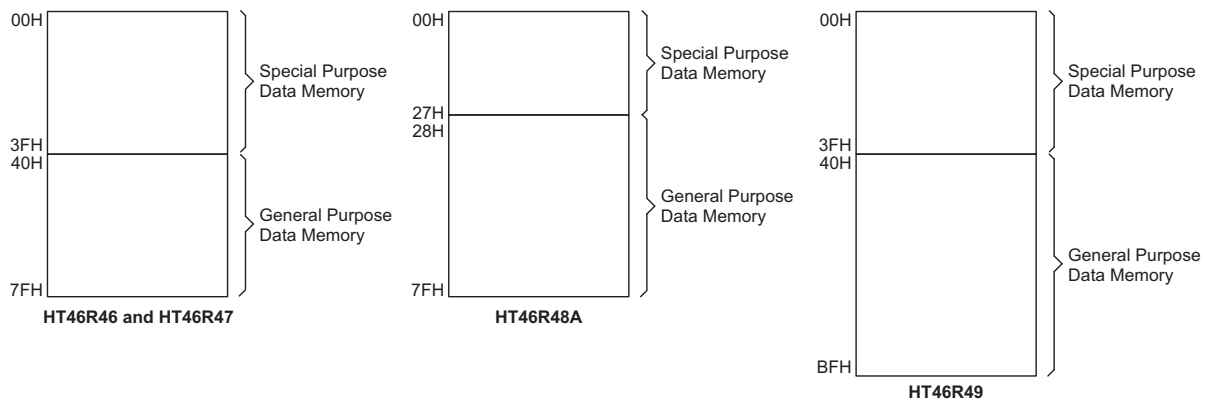 00H
Special Purpose
Data Memory
3FH
40H
General Purpose
Data Memory
7FH
HT46R46 and HT46R47
00H
Special Purpose
Data Memory
27H
28H
General Purpose
Data Memory
7FH
HT46R48A
00H
Special Purpose
Data Memory
3FH
40H
General Purpose
Data Memory
BFH
HT46R49